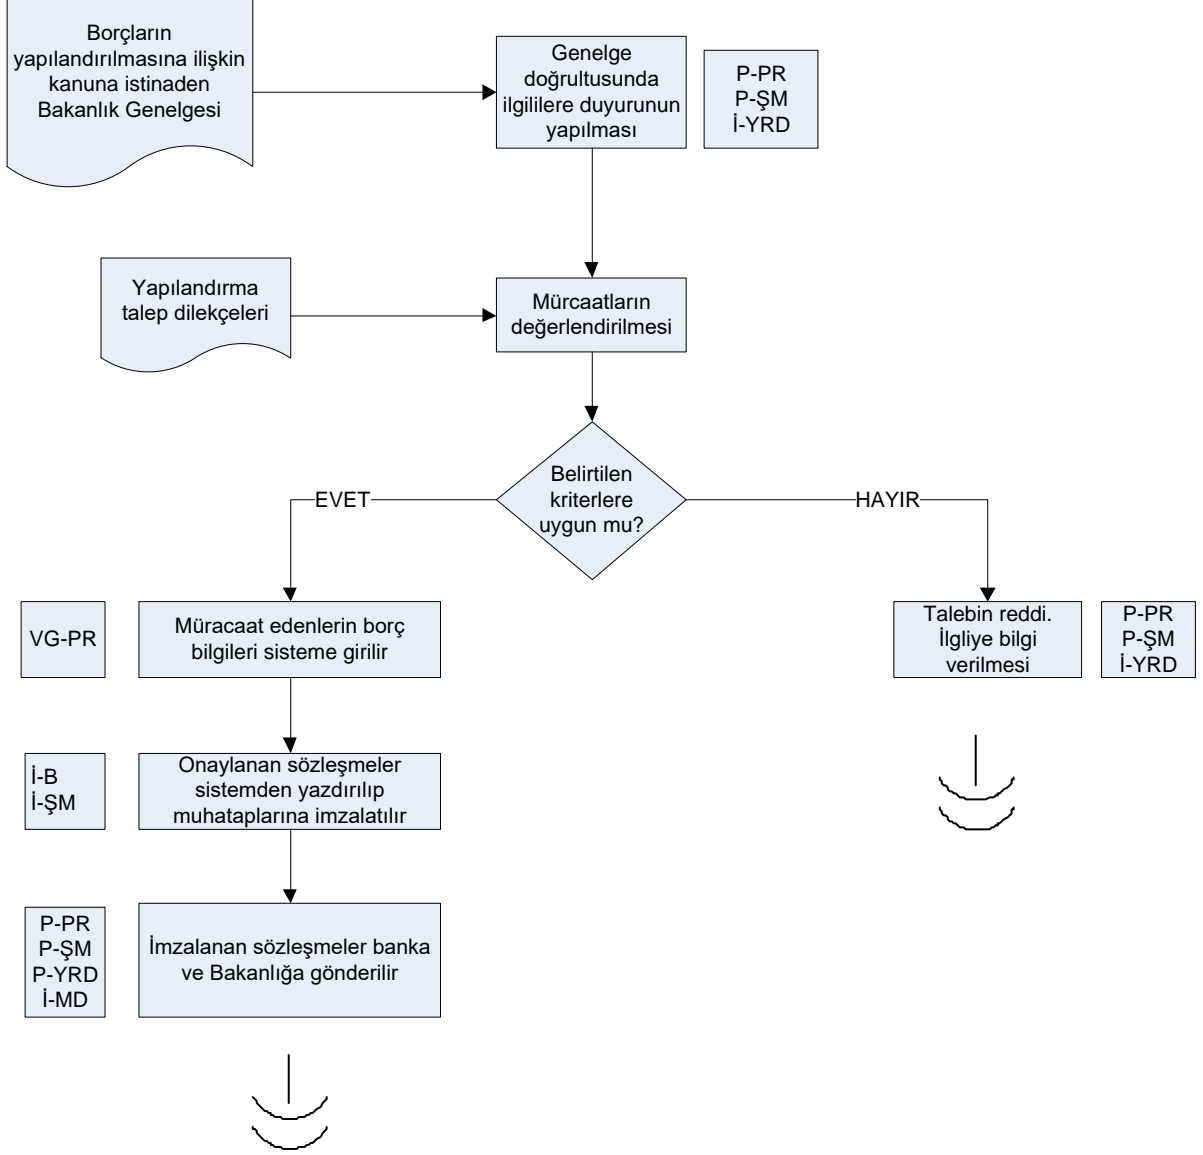 Borçların
yapılandırılmasına ilişkin
kanuna istinaden
Bakanlık Genelgesi
Genelge
doğrultusunda
ilgililere duyurunun
yapılması
P-PR
P-ŞM
İ-YRD
Yapılandırma
talep dilekçeleri
Mürcaatların
değerlendirilmesi
Belirtilen
kriterlere
uygun mu?
EVET
HAYIR
VG-PR
Müracaat edenlerin borç
bilgileri sisteme girilir
Talebin reddi.
İlgliye bilgi
verilmesi
P-PR
P-ŞM
İ-YRD
İ-B
İ-ŞM
Onaylanan sözleşmeler
sistemden yazdırılıp
muhataplarına imzalatılır
P-PR
P-ŞM
P-YRD
İ-MD
İmzalanan sözleşmeler banka
ve Bakanlığa gönderilir